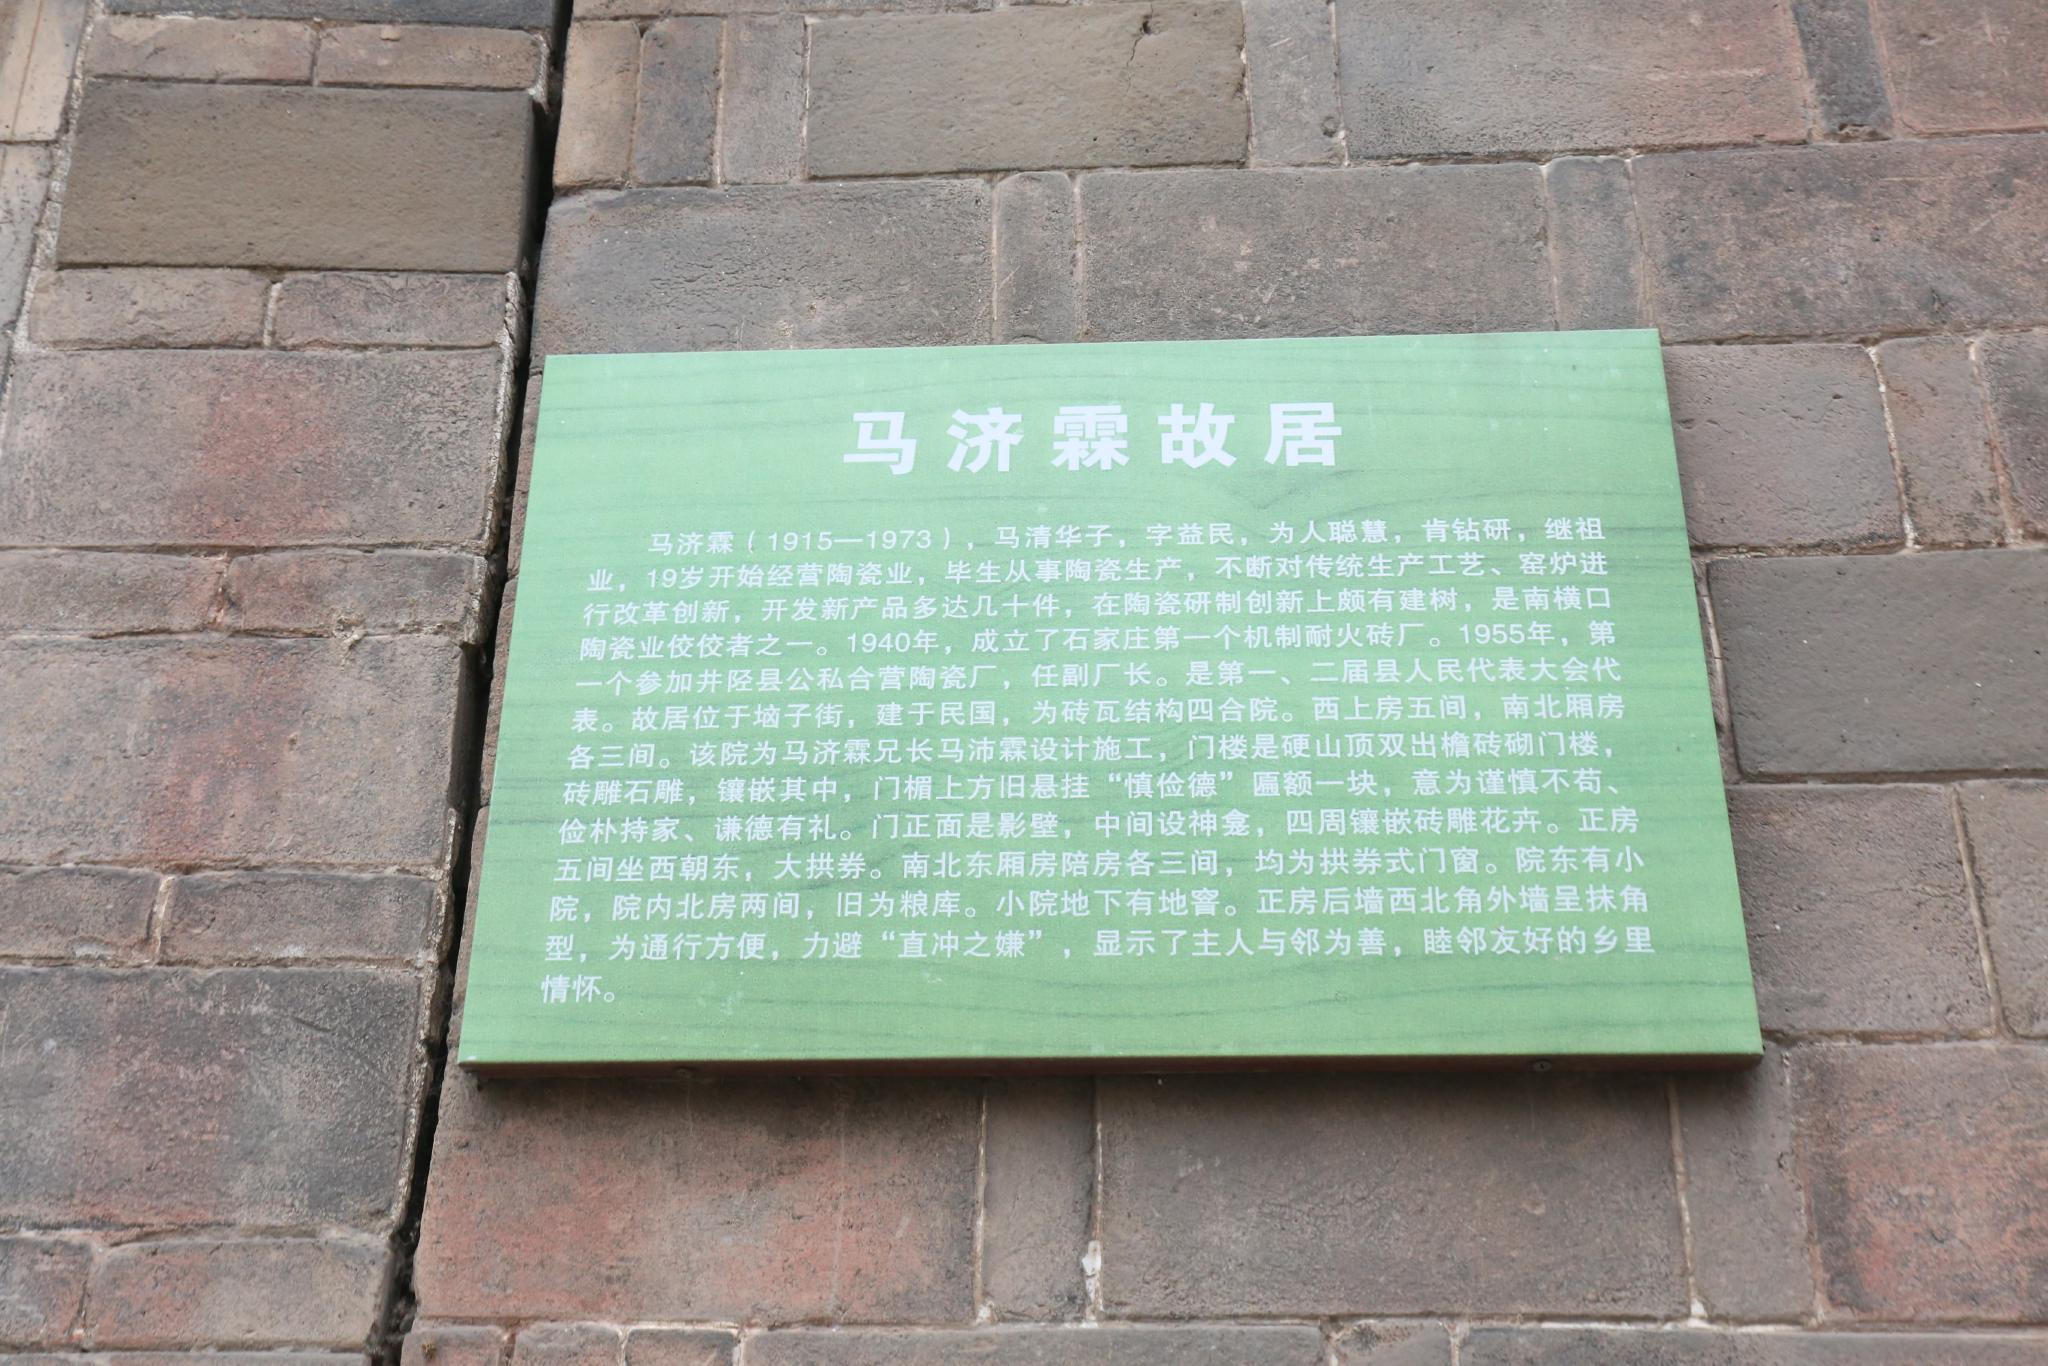 马济霖故居
马济霖（1915—1973），马清华子，字益民，为人聪慧，肯钻研，继祖
业，19岁开始经营陶瓷业，毕生从事陶瓷生产，不断对传统生产工艺、窑炉进
行改革创新，开发新产品多达几十件，在陶瓷研制创新上颇有建树，是南横口
陶瓷业佼佼者之一。1940年，成立了石家庄第一个机制耐火砖厂。1955年，第
一个参加井陉县公私合营陶瓷厂，任副厂长。是第一、二届县人民代表大会代
表。故居位于垴子街，建于民国，为砖瓦结构四合院。西上房五间，南北厢房
各三间。该院为马济霖兄长马沛霖设计施工，门楼是硬山顶双出檐砖砌门楼，
砖雕石雕，镶嵌其中，门楣上方旧悬挂“慎俭德”匾额一块，意为谨慎不苟、
俭朴持家、谦德有礼。门正面是影壁，中间设神龛，四周镶嵌砖雕花卉。正房
五间坐西朝东，大拱券。南北东厢房陪房各三间，均为拱券式门窗。院东有小
院，院内北房两间，旧为粮库。小院地下有地窖。正房后墙西北角外墙呈抹角
型，为通行方便，力避“直冲之嫌”，显示了主人与邻为善，睦邻友好的乡里
情怀。